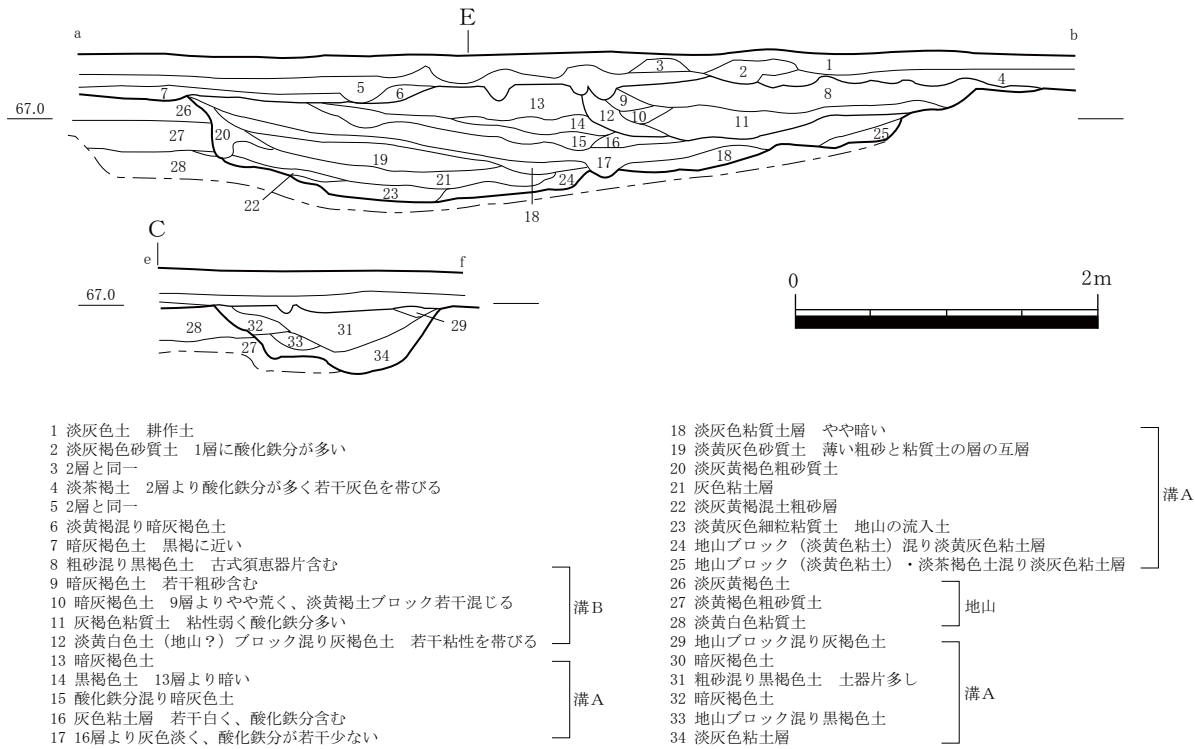 E
a
b
3
2
1
5
6
7
4
8
67.0
26
13
9
12
10
11
14
27
20
15
16
25
19
17
18
28
21
24
22
23
18
C
e
f
67.0
0
2m
28
32
31
29
33
27
34
1 淡灰色土 耕作土
2 淡灰褐色砂質土 1層に酸化鉄分が多い
3 2層と同一
4 淡茶褐土 2層より酸化鉄分が多く若干灰色を帯びる
5 2層と同一
6 淡黄褐混り暗灰褐色土
7 暗灰褐色土 黒褐に近い
8 粗砂混り黒褐色土 古式須恵器片含む
9 暗灰褐色土 若干粗砂含む
10 暗灰褐色土 9層よりやや荒く、淡黄褐土ブロック若干混じる
11 灰褐色粘質土 粘性弱く酸化鉄分多い
12 淡黄白色土(地山?)ブロック混り灰褐色土 若干粘性を帯びる
溝B
13 暗灰褐色土
14 黒褐色土 13層より暗い
15 酸化鉄分混り暗灰色土
16 灰色粘土層 若干白く、酸化鉄分含む
17 16層より灰色淡く、酸化鉄分が若干少ない
溝A
18 淡灰色粘質土層 やや暗い
19 淡黄灰色砂質土 薄い粗砂と粘質土の層の互層
20 淡灰黄褐色粗砂質土
21 灰色粘土層
22 淡灰黄褐混土粗砂層
23 淡黄灰色細粒粘質土 地山の流入土
24 地山ブロック(淡黄色粘土)混り淡黄灰色粘土層
25 地山ブロック(淡黄色粘土)・淡茶褐色土混り淡灰色粘土層
溝A
26 淡灰黄褐色土
27 淡黄褐色粗砂質土
28 淡黄白色粘質土
地山
29 地山ブロック混り灰褐色土
30 暗灰褐色土
31 粗砂混り黒褐色土 土器片多し
32 暗灰褐色土
33 地山ブロック混り黒褐色土
34 淡灰色粘土層
溝A